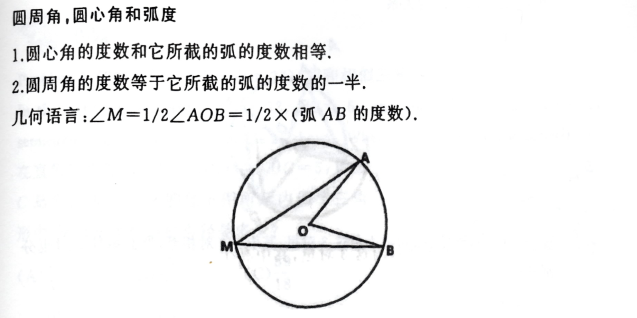 圆周角,圆心角和弧度
1.圆心角的度数和它所截的弧的度数相等.
2.圆周角的度数等于它所截的弧的度数的一半.
几何语言:∠M=1/2∠AOB=1/2×(弧 AB 的度数).
A
O
M
B